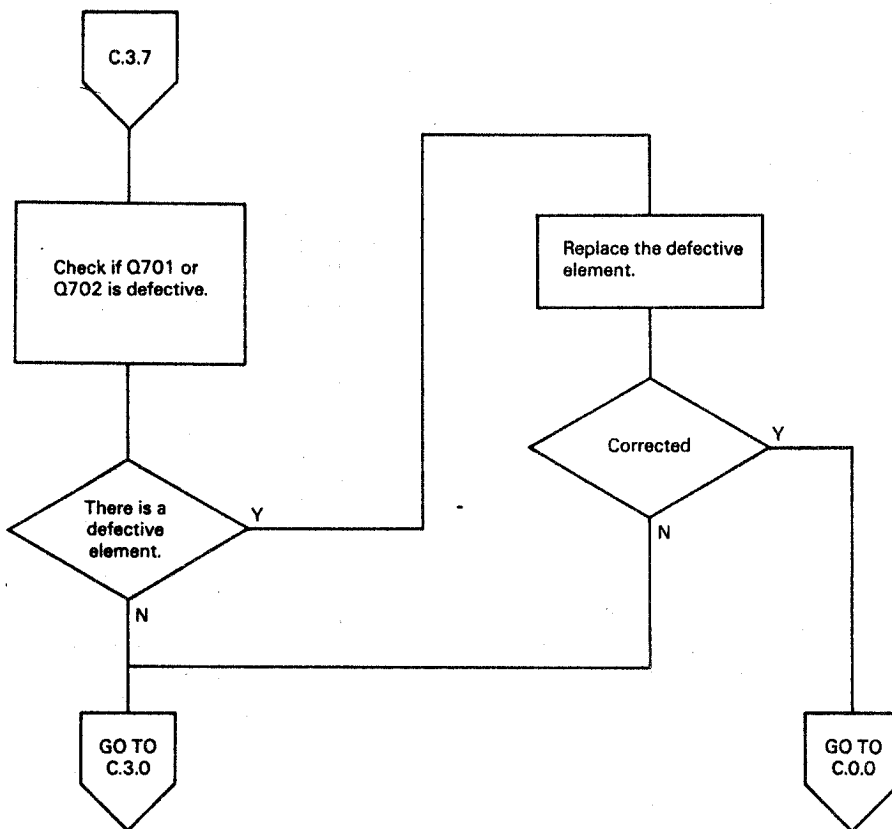 C.3.7
Check if Q701 or
Q702 is defective.
There is a
defective
element.
Y
N
GO TO
C.3.0
Replace the defective
element.
Corrected
Y
N
GO TO
C.0.0